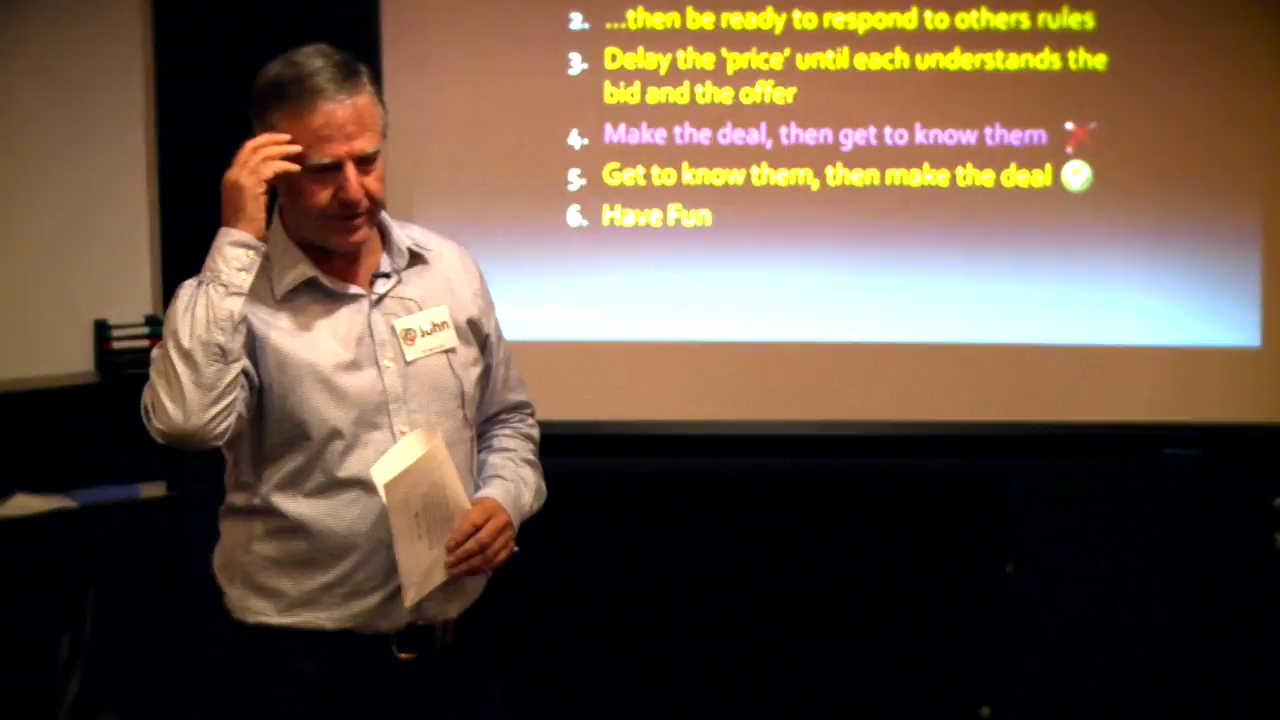 2. ...then be ready to respond to others rules
3. Delay the 'price' until each understands the
bid and the offer
4. Make the deal, then get to know them
5. Get to know them, then make the deal
6. Have Fun
John